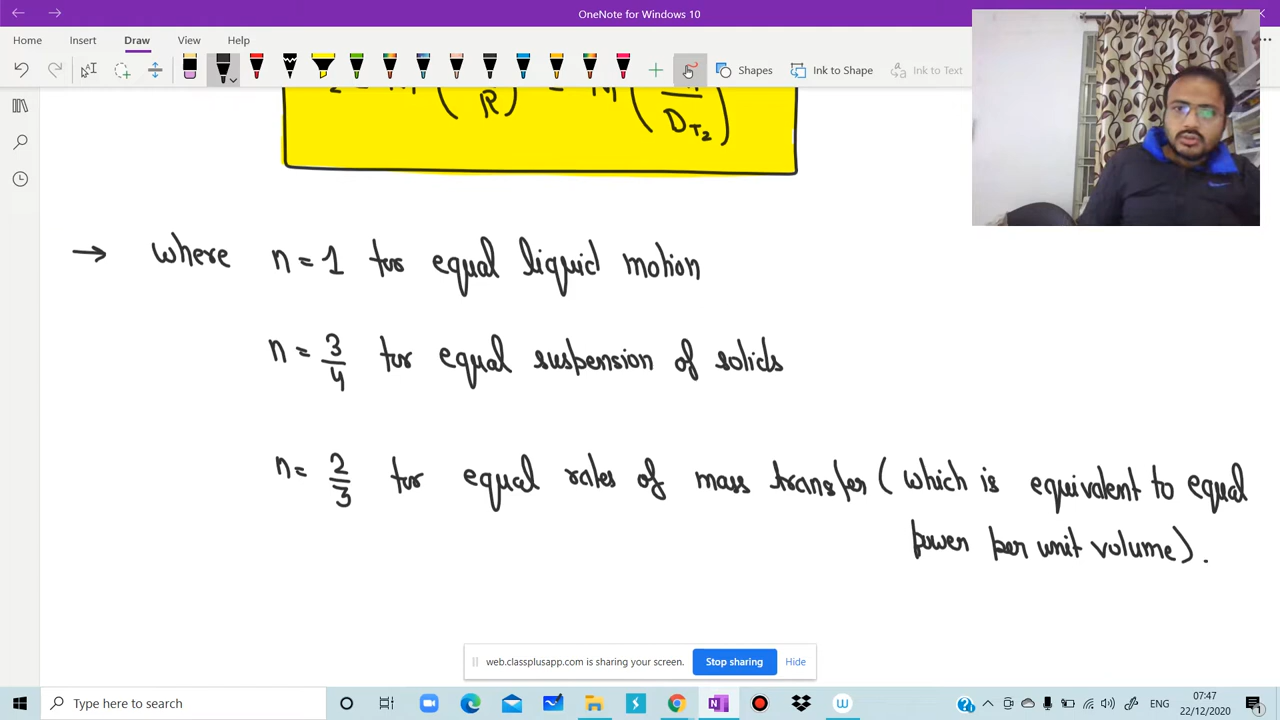 OneNote for Windows 10
Home Insert Draw View Help
Shapes Ink to Shape Ink to Text
R
D_T₂
→ where n = 1 for equal liquid motion
n = 3/4 for equal suspension of solids
n = 2/3 for equal rates of mass transfer ( which is equivalent to equal
power per unit volume).
web.classplusapp.com is sharing your screen. Stop sharing Hide
Type here to search
ENG
07:47
22/12/2020